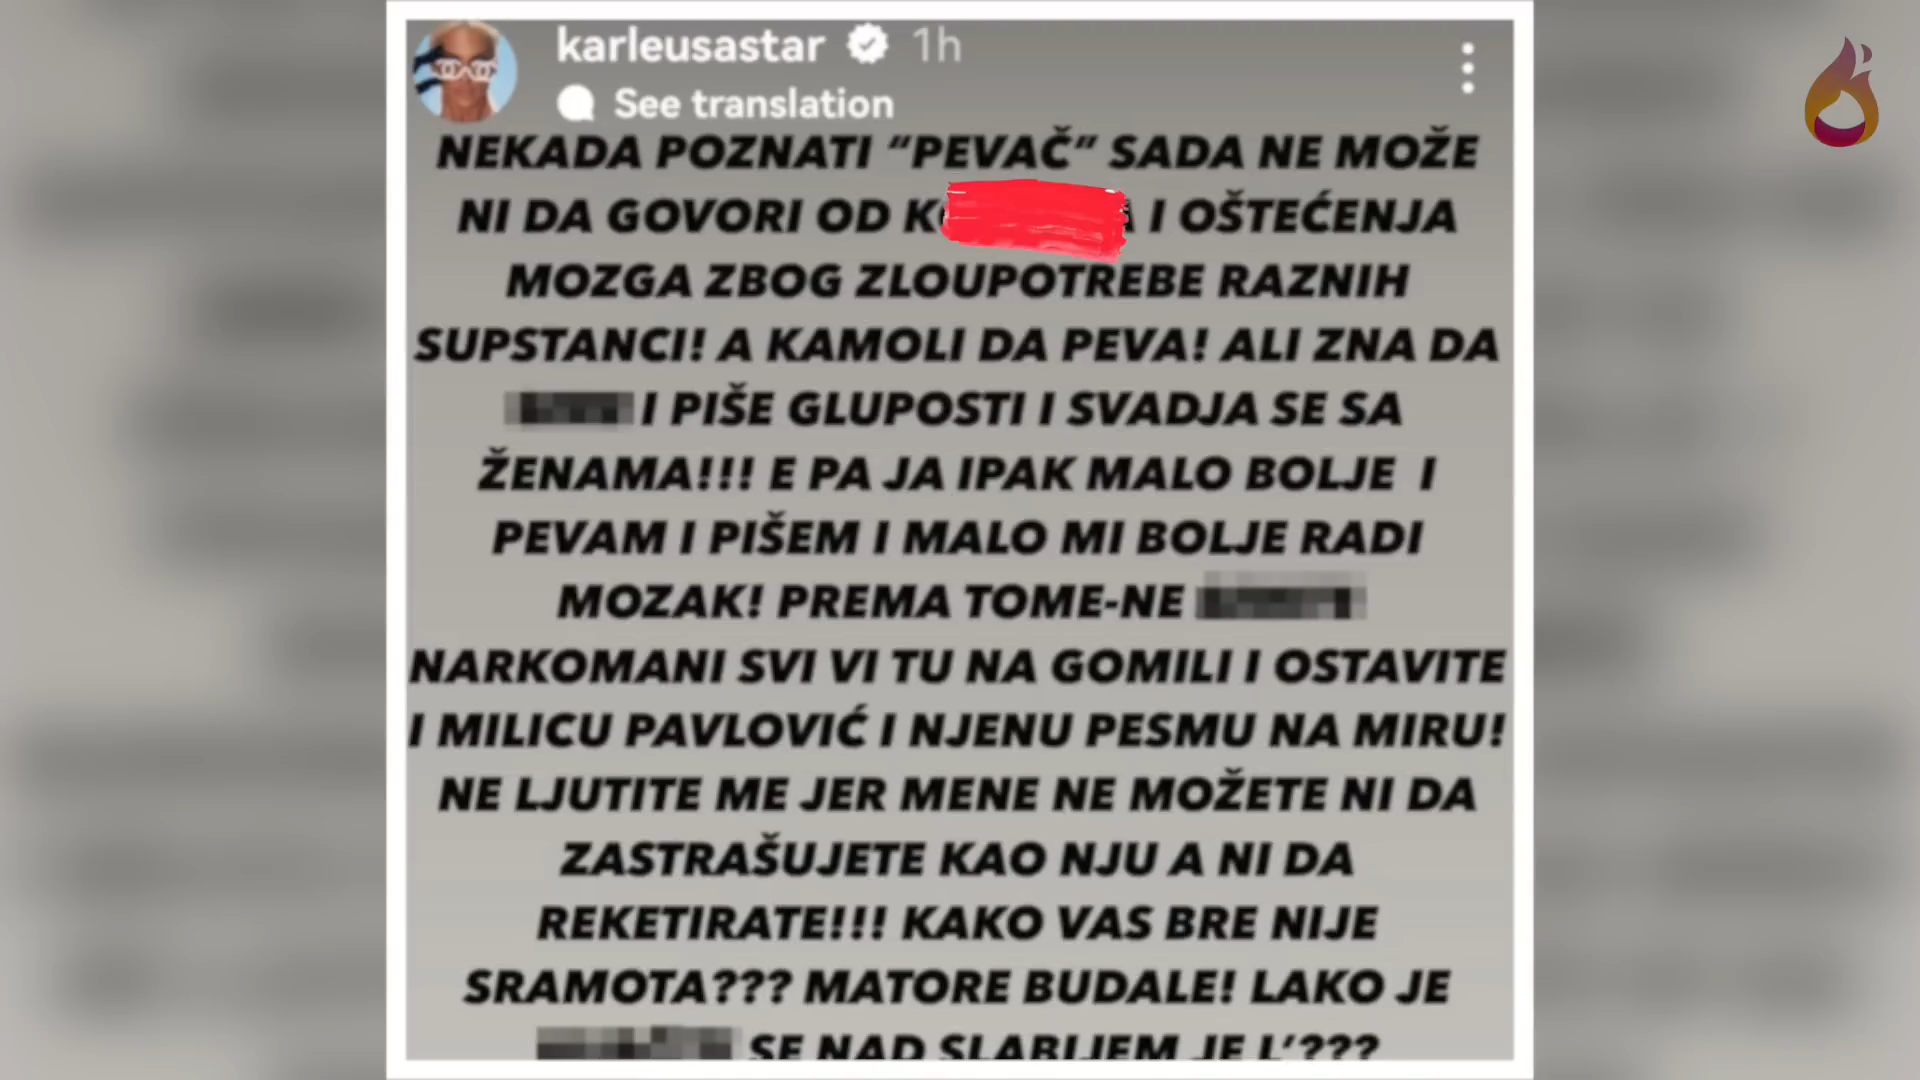 karleusastar 1h
See translation
NEKADA POZNATI “PEVAČ” SADA NE MOŽE
NI DA GOVORI OD I OŠTEĆENJA
MOZGA ZBOG ZLOUPOTREBE RAZNIH
SUPSTANCI! A KAMOLI DA PEVA! ALI ZNA DA
I PIŠE GLUPOSTI I SVADJA SE SA
ŽENAMA!!! E PA JA IPAK MALO BOLJE I
PEVAM I PIŠEM I MALO MI BOLJE RADI
MOZAK! PREMA TOME-NE
NARKOMANI SVI VI TU NA GOMILI I OSTAVITE
I MILICU PAVLOVIĆ I NJENU PESMU NA MIRU!
NE LJUTITE ME JER MENE NE MOŽETE NI DA
ZASTRAŠUJETE KAO NJU A NI DA
REKETIRATE!!! KAKO VAS BRE NIJE
SRAMOTA??? MATORE BUDALE! LAKO JE
SE NAD SLABIJEM JE L’???